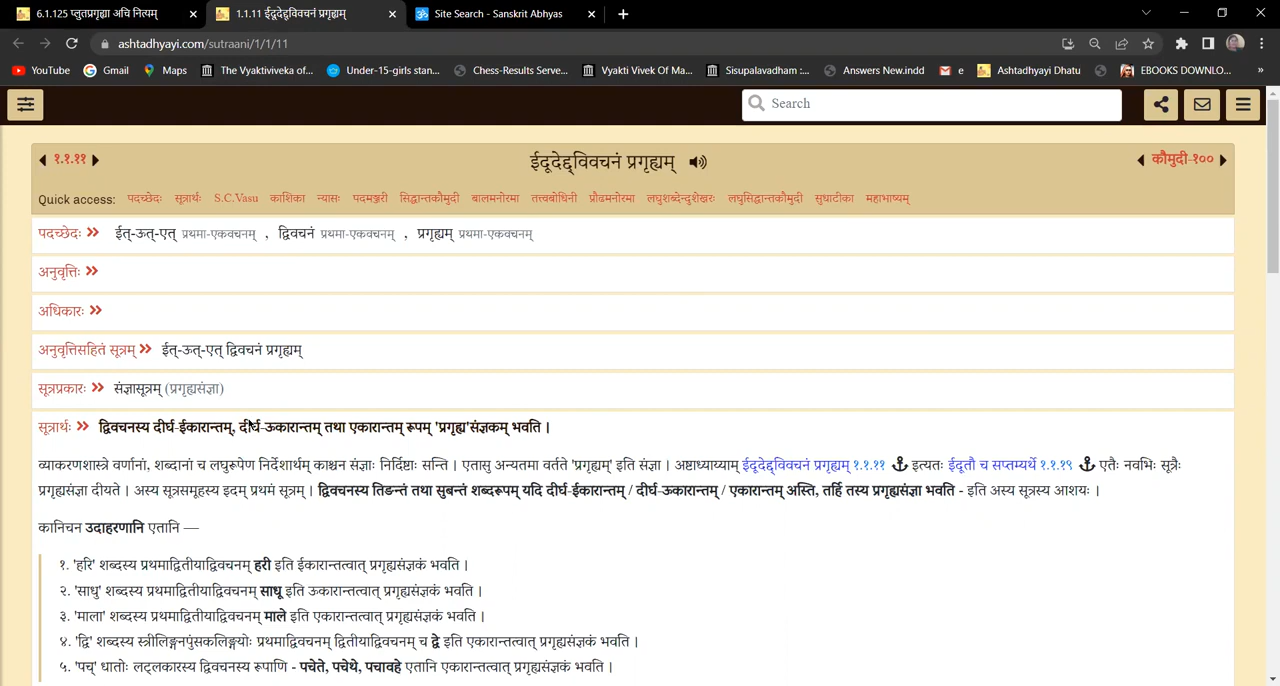 6.1.125 प्लुतप्रगृह्या अचि नित्यम्
1.1.11 ईदूदेद्द्विवचनं प्रगृह्यम्
Site Search - Sanskrit Abhyas
ashtadhyayi.com/sutraani/1/1/11
YouTube Gmail Maps The Vyaktiviveka of... Under-15-girls stan... Chess-Results Serve... Vyakti Vivek Of Ma... Sisupalavadham :... Answers New.indd e Ashtadhyayi Dhatu EBOOKS DOWNLO... »
Search
१.१.११ ईदूदेद्द्विवचनं प्रगृह्यम् कौमुदी-१००
Quick access: पदच्छेदः सूत्रार्थः S.C.Vasu काशिका न्यासः पदमञ्जरी सिद्धान्तकौमुदी बालमनोरमा तत्त्वबोधिनी प्रौढमनोरमा लघुशब्देन्दुशेखरः लघुसिद्धान्तकौमुदी सुधाटीका महाभाष्यम्
पदच्छेदः ईत्-ऊत्-एत् प्रथमा-एकवचनम् , द्विवचनं प्रथमा-एकवचनम् , प्रगृह्यम् प्रथमा-एकवचनम्
अनुवृत्तिः
अधिकारः
अनुवृत्तिसहितं सूत्रम् ईत्-ऊत्-एत् द्विवचनं प्रगृह्यम्
सूत्रप्रकारः संज्ञासूत्रम् (प्रगृह्यसंज्ञा)
सूत्रार्थः द्विवचनस्य दीर्घ-ईकारान्तम्, दीर्घ-ऊकारान्तम् तथा एकारान्तम् रूपम् 'प्रगृह्य'संज्ञकम् भवति ।
व्याकरणशास्त्रे वर्णानां, शब्दानां च लघुरूपेण निर्देशार्थम् काश्चन संज्ञाः निर्दिष्टाः सन्ति । एतासु अन्यतमा वर्तते 'प्रगृह्यम्' इति संज्ञा । अष्टाध्याय्याम् ईदूदेद्द्विवचनं प्रगृह्यम् १.१.११ इत्यतः ईदूतौ च सप्तम्यर्थे १.१.१९ एतैः नवभिः सूत्रैः
प्रगृह्यसंज्ञा दीयते । अस्य सूत्रसमूहस्य इदम् प्रथमं सूत्रम् । द्विवचनस्य तिङन्तं तथा सुबन्तं शब्दरूपम् यदि दीर्घ-ईकारान्तम् / दीर्घ-ऊकारान्तम् / एकारान्तम् अस्ति, तर्हि तस्य प्रगृह्यसंज्ञा भवति - इति अस्य सूत्रस्य आशयः ।
कानिचन उदाहरणानि एतानि —
१. 'हरि' शब्दस्य प्रथमाद्वितीयाद्विवचनम् हरी इति ईकारान्तत्वात् प्रगृह्यसंज्ञकं भवति ।
२. 'साधु' शब्दस्य प्रथमाद्वितीयाद्विवचनम् साधू इति ऊकारान्तत्वात् प्रगृह्यसंज्ञकं भवति ।
३. 'माला' शब्दस्य प्रथमाद्वितीयाद्विवचनम् माले इति एकारान्तत्वात् प्रगृह्यसंज्ञकं भवति ।
४. 'द्वि' शब्दस्य स्त्रीलिङ्गनपुंसकलिङ्गयोः प्रथमाद्विवचनम् द्वितीयाद्विवचनम् च द्वे इति एकारान्तत्वात् प्रगृह्यसंज्ञकं भवति ।
५. 'पच्' धातोः लट्लकारस्य द्विवचनस्य रूपाणि - पचेते, पचेथे, पचावहे एतानि एकारान्तत्वात् प्रगृह्यसंज्ञकं भवति ।